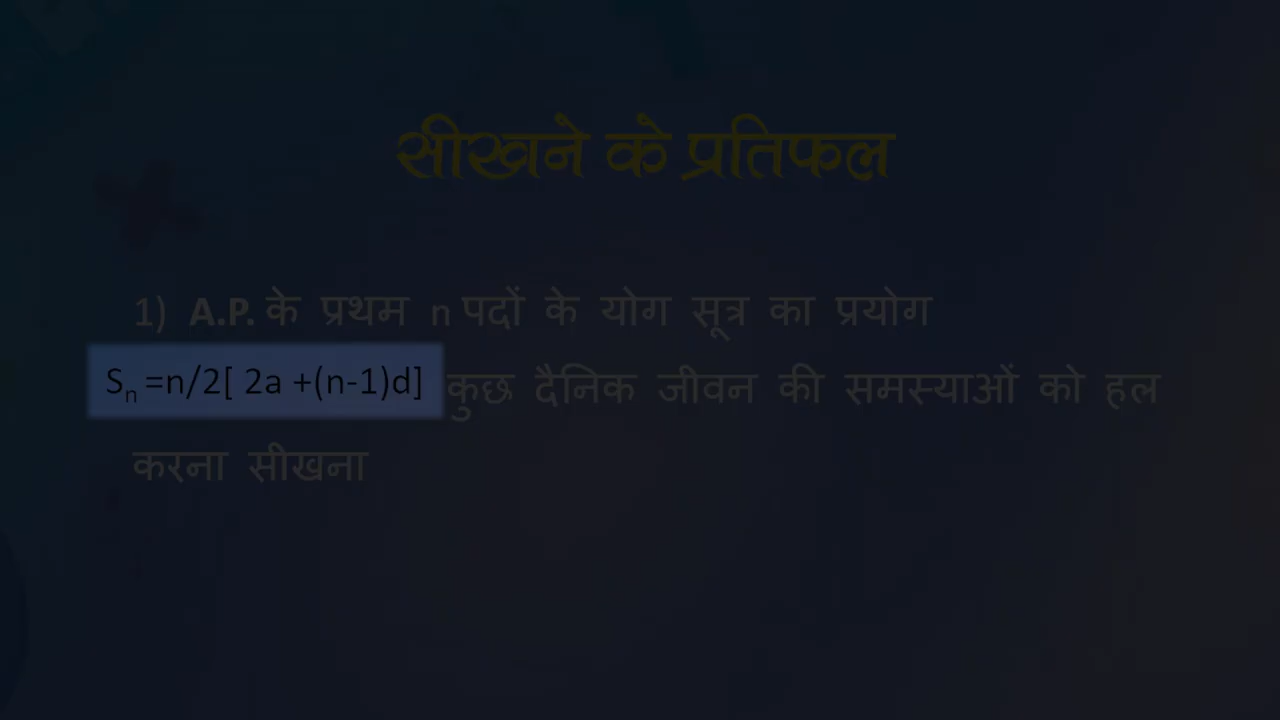 सीखने के प्रतिफल
1) A.P. के प्रथम n पदों के योग सूत्र का प्रयोग
Sn =n/2[ 2a +(n-1)d] कुछ दैनिक जीवन की समस्याओं को हल
करना सीखना